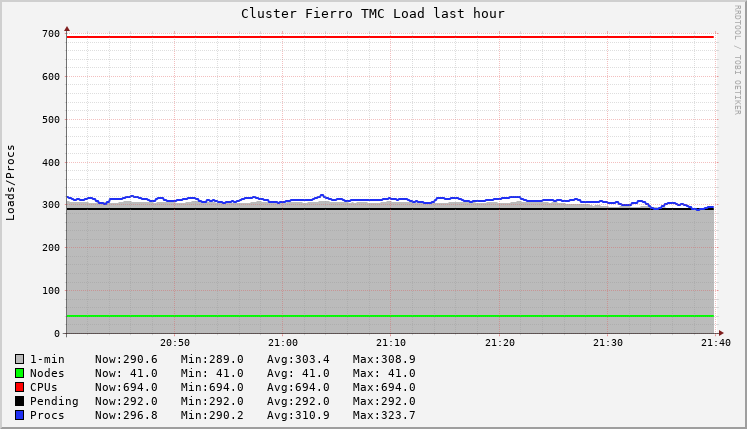 Cluster Fierro TMC Load last hour
RRDTOOL / TOBI OETIKER
Loads/Procs
700
600
500
400
300
200
100
0
20:50 21:00 21:10 21:20 21:30 21:40
1-min Now:290.6 Min:289.0 Avg:303.4 Max:308.9
Nodes Now: 41.0 Min: 41.0 Avg: 41.0 Max: 41.0
CPUs Now:694.0 Min:694.0 Avg:694.0 Max:694.0
Pending Now:292.0 Min:292.0 Avg:292.0 Max:292.0
Procs Now:296.8 Min:290.2 Avg:310.9 Max:323.7